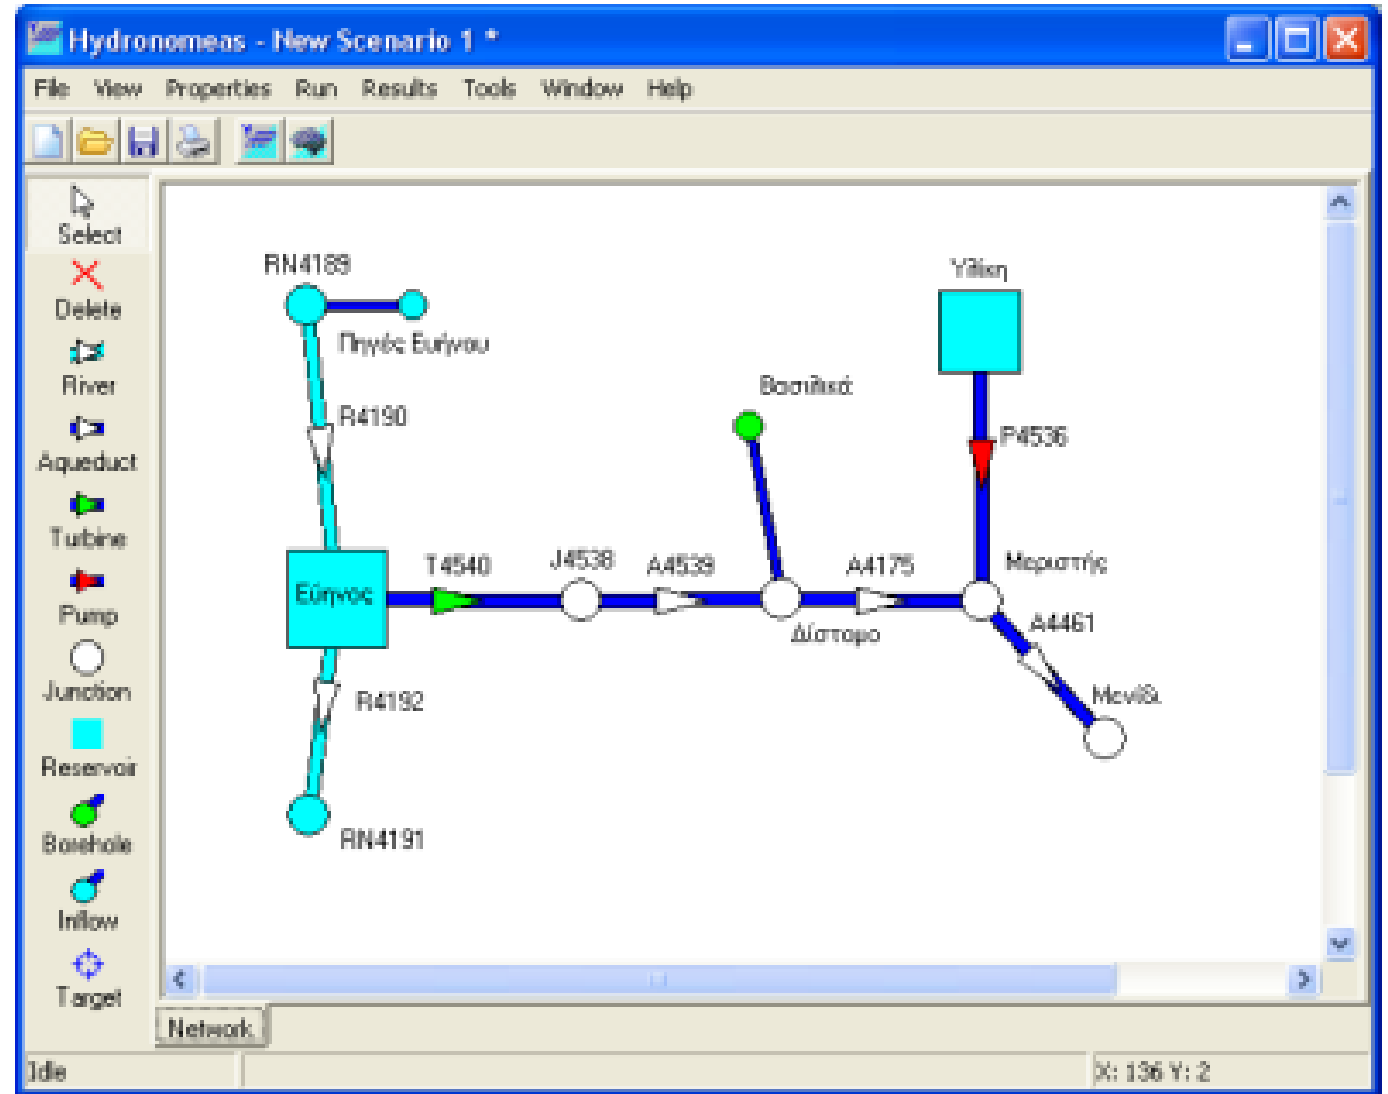 Hydronomeas - New Scenario 1 *
File View Properties Run Results Tools Window Help
Select
Delete
River
Aqueduct
Turbine
Pump
Junction
Reservoir
Borehole
Inflow
Target
RN4189
Πηγές Ευήνου
R4190
Εύηνος
T4540
J4538
A4539
Βασιλικά
Δίστομο
A4175
Υλίκη
P4536
Μεριστής
A4461
Μενίδι
R4192
RN4191
Network
Idle
X: 136 Y: 2